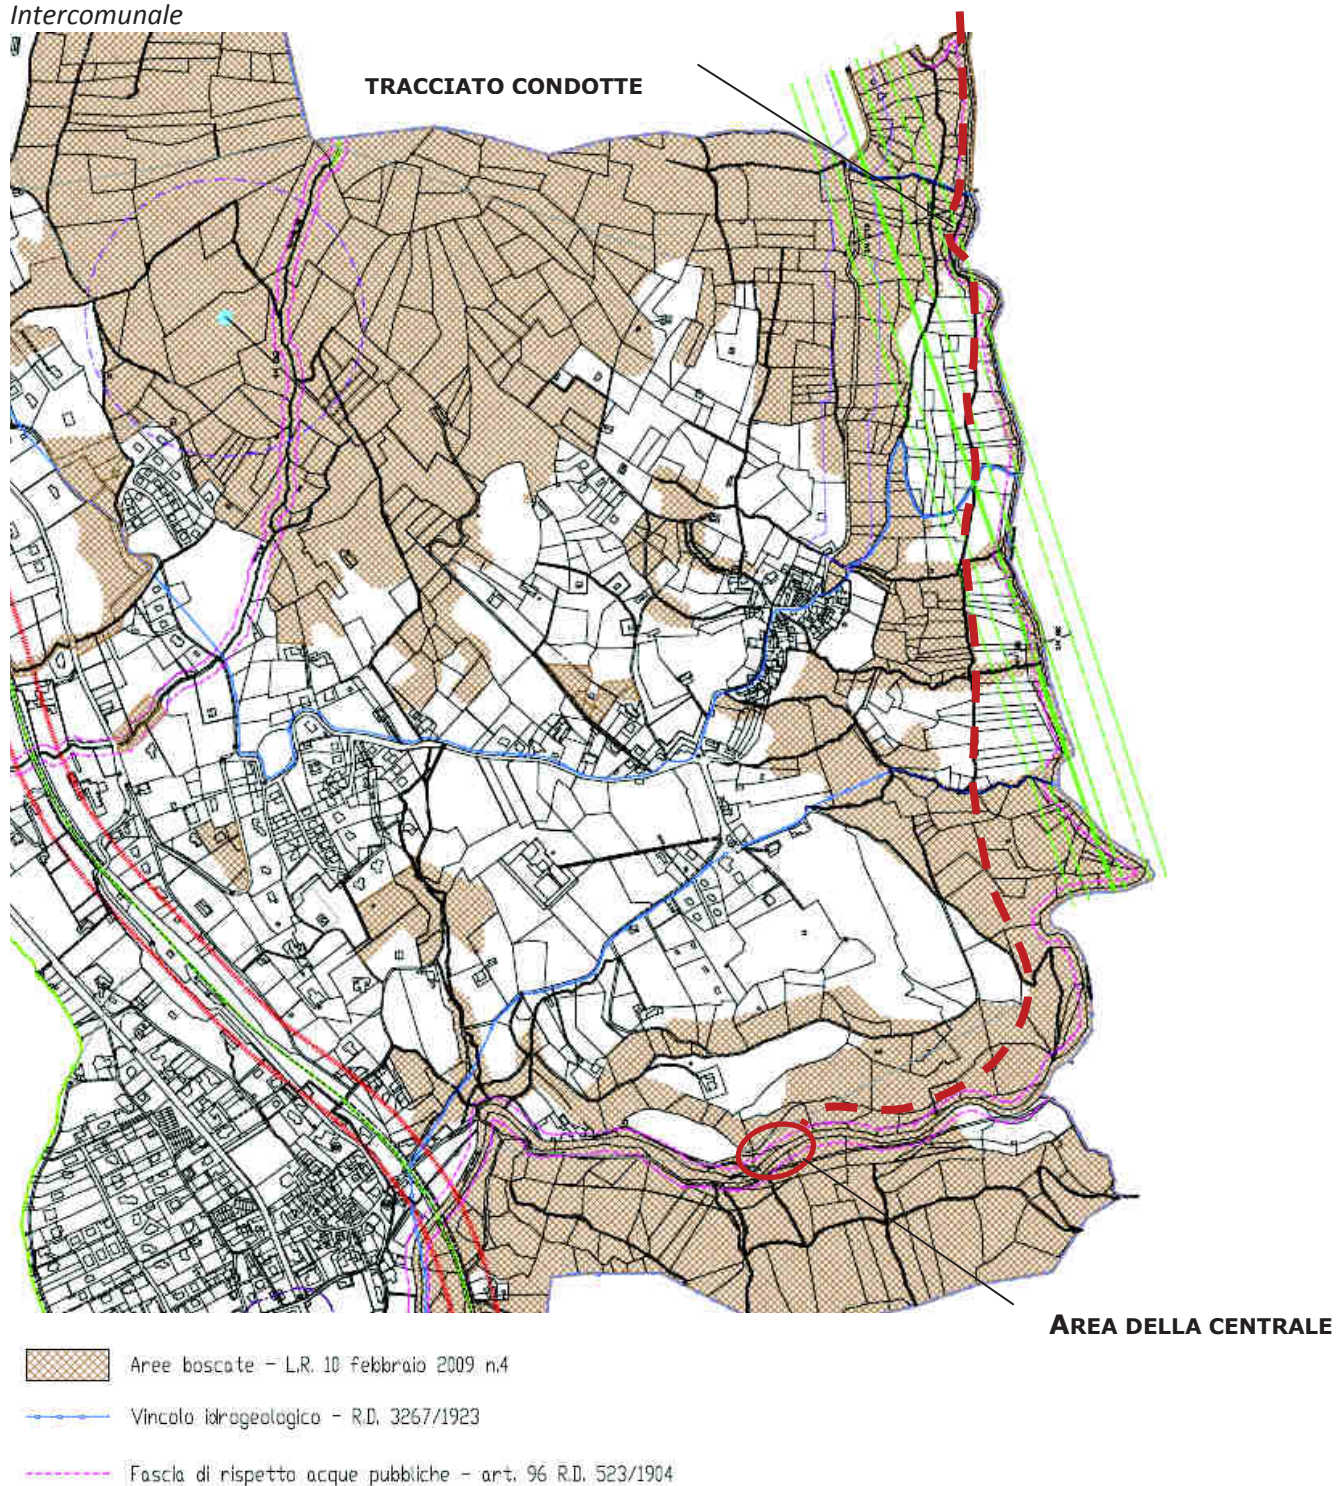 Intercomunale
TRACCIATO CONDOTTE
AREA DELLA CENTRALE
Aree boscate - L.R. 10 febbraio 2009 n.4
Vincolo idrogeologico - R.D. 3267/1923
Fascia di rispetto acque pubbliche - art. 96 R.D. 523/1904